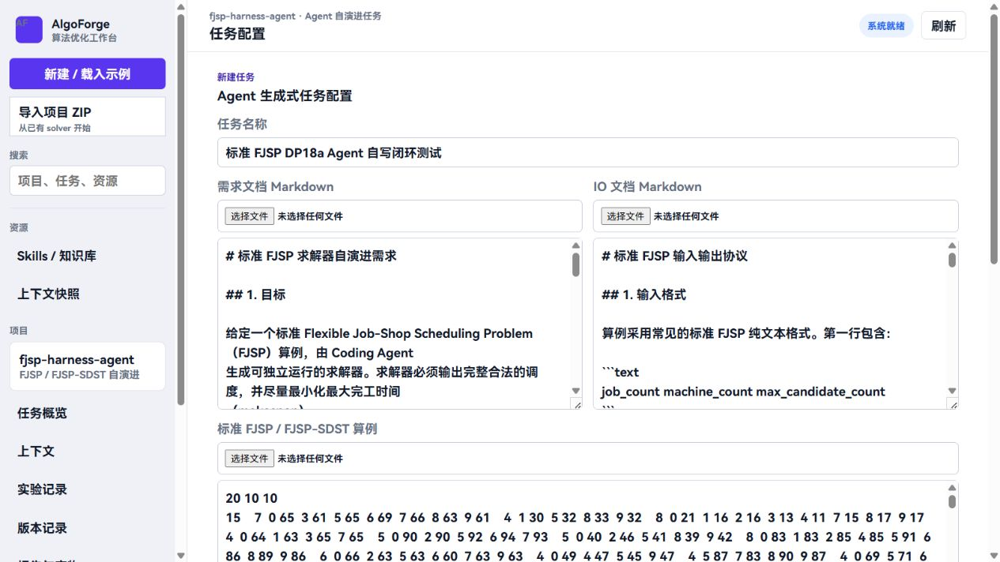 AF
AlgoForge
算法优化工作台
新建 / 载入示例
导入项目 ZIP
从已有 solver 开始
搜索
项目、任务、资源
资源
Skills / 知识库
上下文快照
项目
fjsp-harness-agent
FJSP / FJSP-SDST 自演进
任务概览
上下文
实验记录
版本记录
fjsp-harness-agent · Agent 自演进任务
任务配置
系统就绪
刷新
新建任务
Agent 生成式任务配置
任务名称
标准 FJSP DP18a Agent 自写闭环测试
需求文档 Markdown
选择文件 未选择任何文件
# 标准 FJSP 求解器自演进需求
## 1. 目标
给定一个标准 Flexible Job-Shop Scheduling Problem
（FJSP）算例，由 Coding Agent
生成可独立运行的求解器。求解器必须输出完整合法的调
度，并尽量最小化最大完工时间
IO 文档 Markdown
选择文件 未选择任何文件
# 标准 FJSP 输入输出协议
## 1. 输入格式
算例采用常见的标准 FJSP 纯文本格式。第一行包含：
```text
job_count machine_count max_candidate_count
```
标准 FJSP / FJSP-SDST 算例
选择文件 未选择任何文件
20 10 10
15 7 0 65 3 61 5 65 6 69 7 66 8 63 9 61 4 1 30 5 32 8 33 9 32 8 0 21 1 16 2 16 3 13 4 11 7 15 8 17 9 17
4 0 64 1 63 3 65 7 65 5 0 90 2 90 5 92 6 94 7 93 5 0 40 2 46 5 41 8 39 9 42 8 0 83 1 83 2 85 4 85 5 91 6
86 8 89 9 86 6 0 66 2 63 5 63 6 60 7 63 9 63 4 0 49 4 47 5 45 9 47 4 5 87 7 83 8 90 9 87 4 0 69 5 71 6